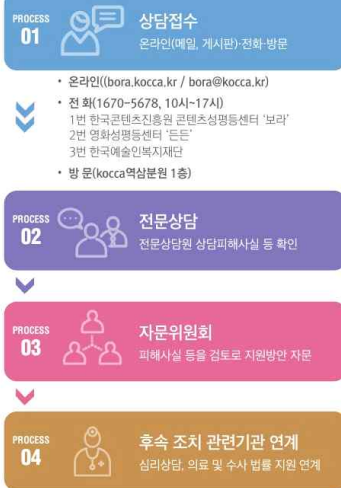 PROCESS
01
상담접수
온라인(메일, 게시판)·전화·방문
• 온라인((bora.kocca.kr / bora@kocca.kr)
• 전 화(1670-5678, 10시~17시)
1번 한국콘텐츠진흥원 콘텐츠성평등센터 '보라'
2번 영화성평등센터 '든든'
3번 한국예술인복지재단
• 방 문(kocca역삼분원 1층)
PROCESS
02
전문상담
전문상담원 상담피해사실 등 확인
PROCESS
03
자문위원회
피해사실 등을 검토로 지원방안 자문
PROCESS
04
후속 조치 관련기관 연계
심리상담, 의료 및 수사 법률 지원 연계